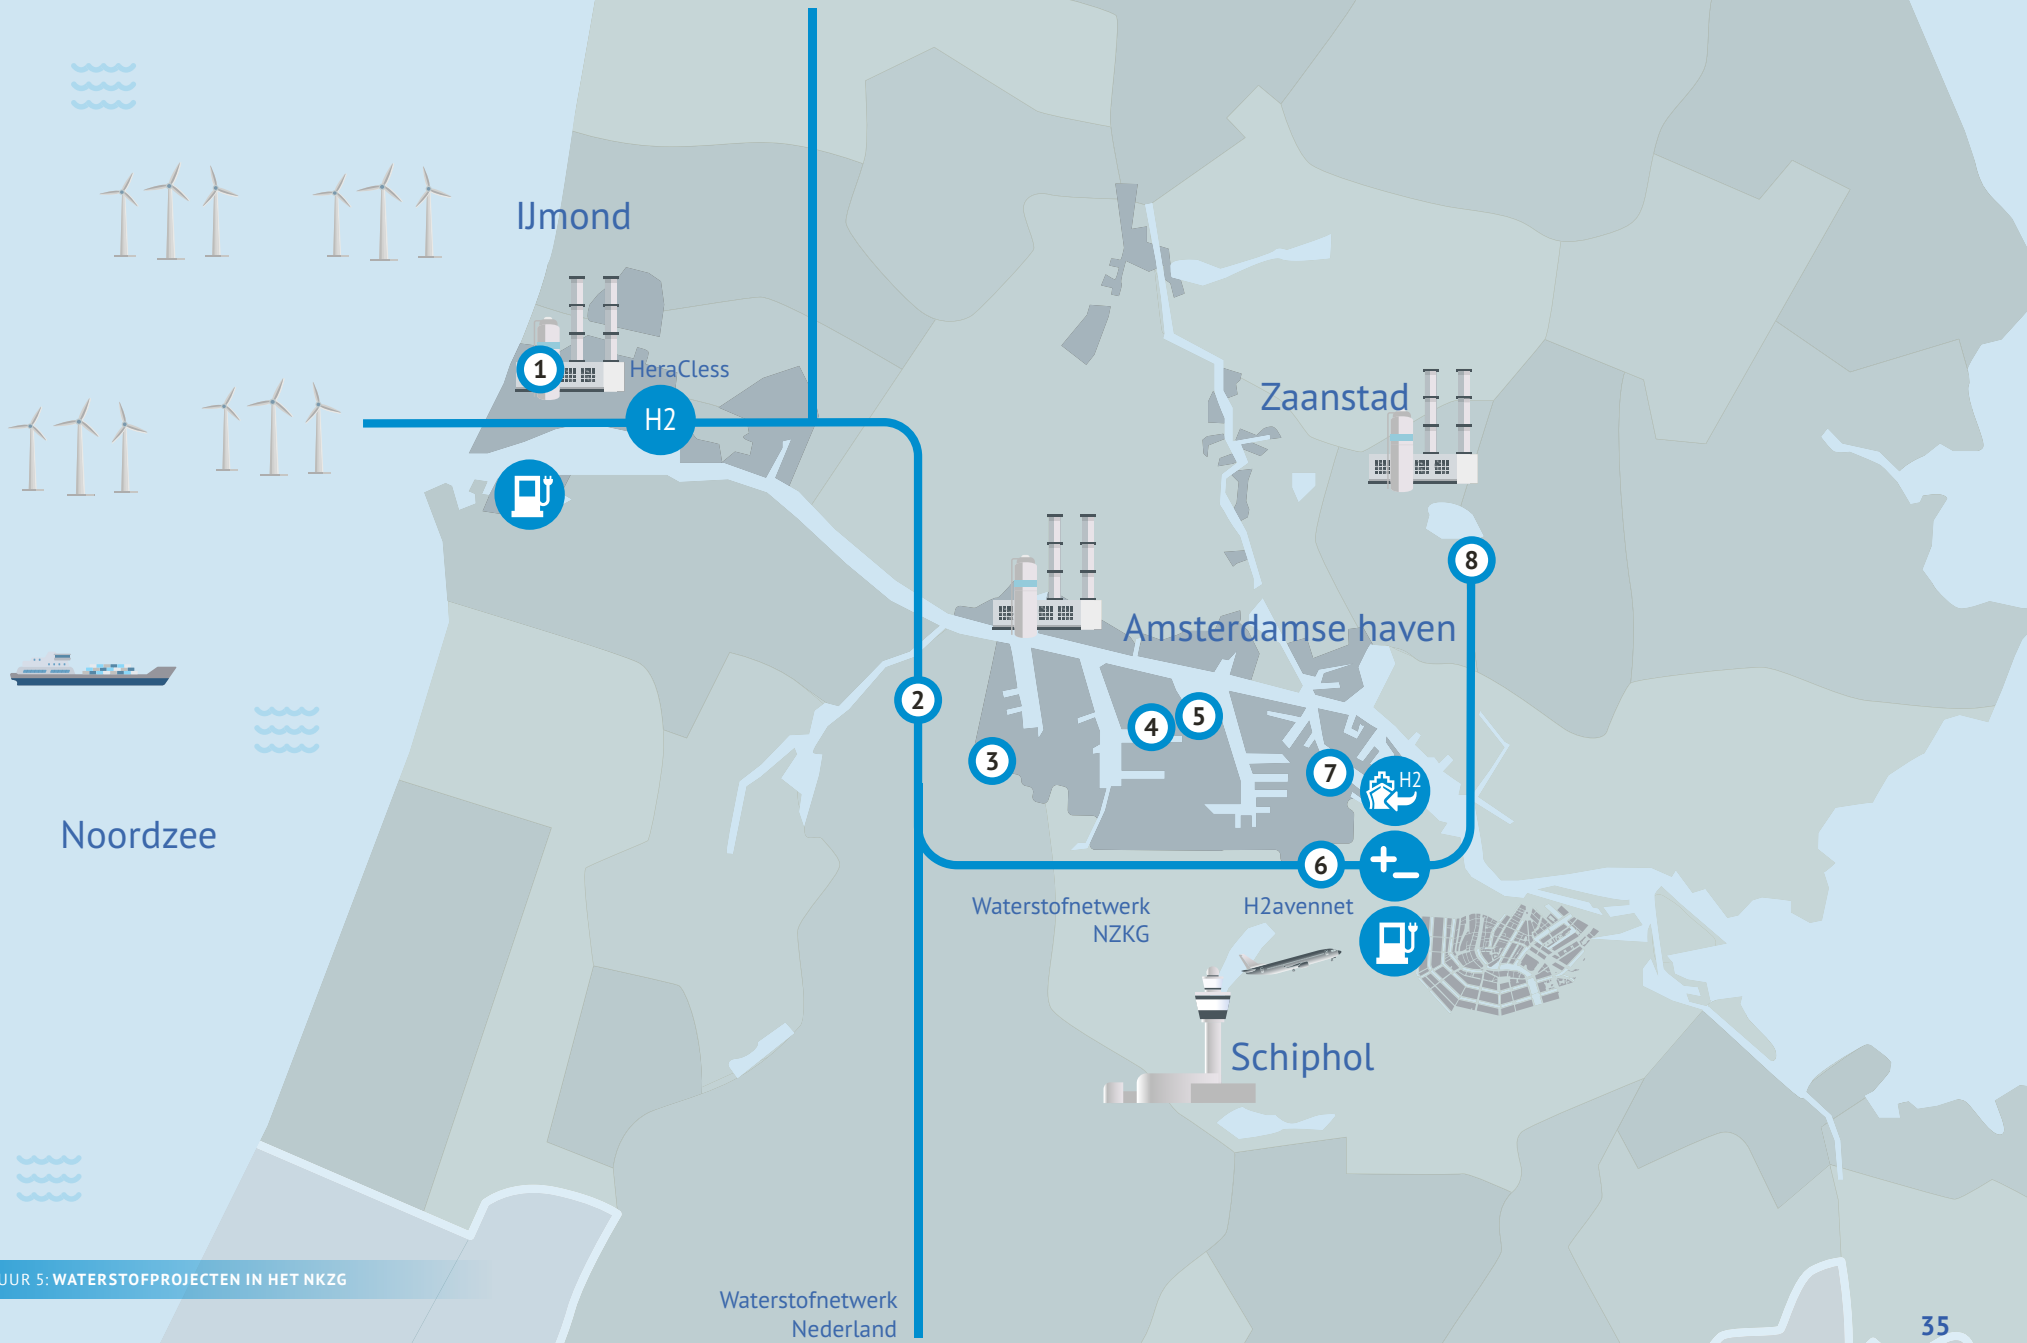 IJmond
1
HeraCless
H2
Zaanstad
8
Amsterdamse haven
2
3
4
5
7
H2
6
Noordzee
Waterstofnetwerk
NZKG
H2avennet
Schiphol
UUR 5: WATERSTOFPROJECTEN IN HET NKZG
Waterstofnetwerk
Nederland
35